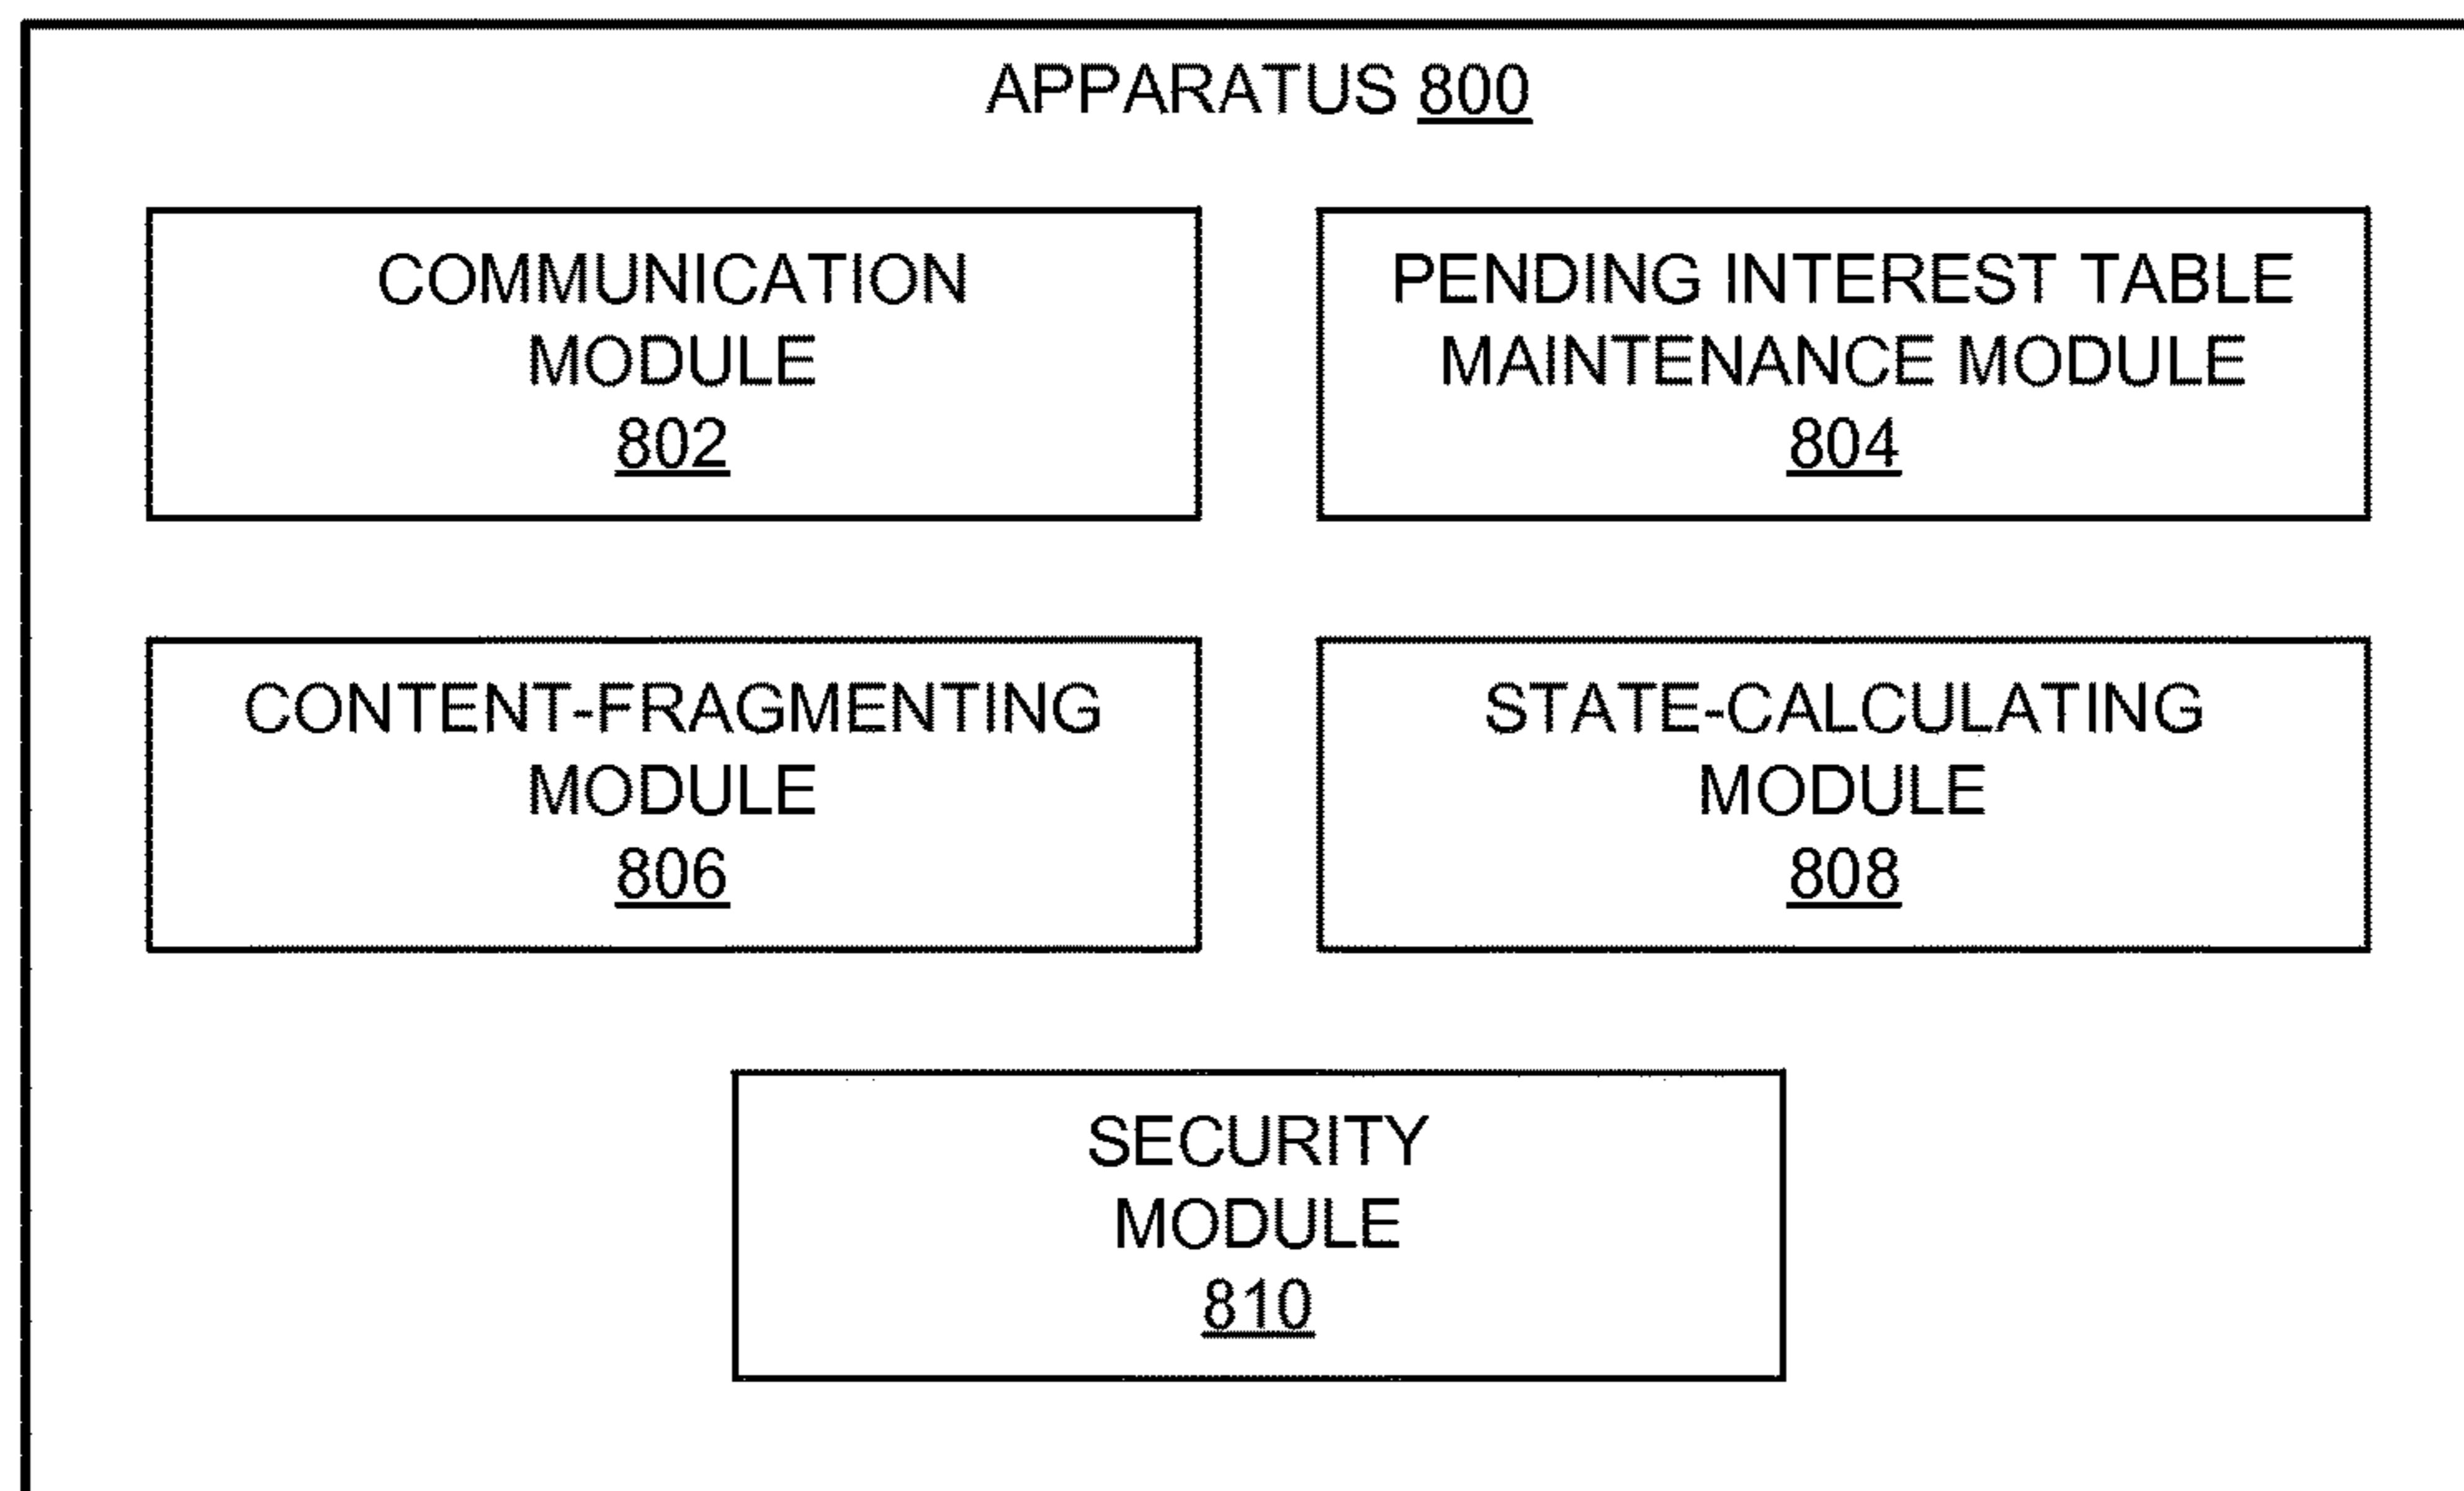 APPARATUS 800
COMMUNICATION
MODULE
802
PENDING INTEREST TABLE
MAINTENANCE MODULE
804
CONTENT-FRAGMENTING
MODULE
806
STATE-CALCULATING
MODULE
808
SECURITY
MODULE
810